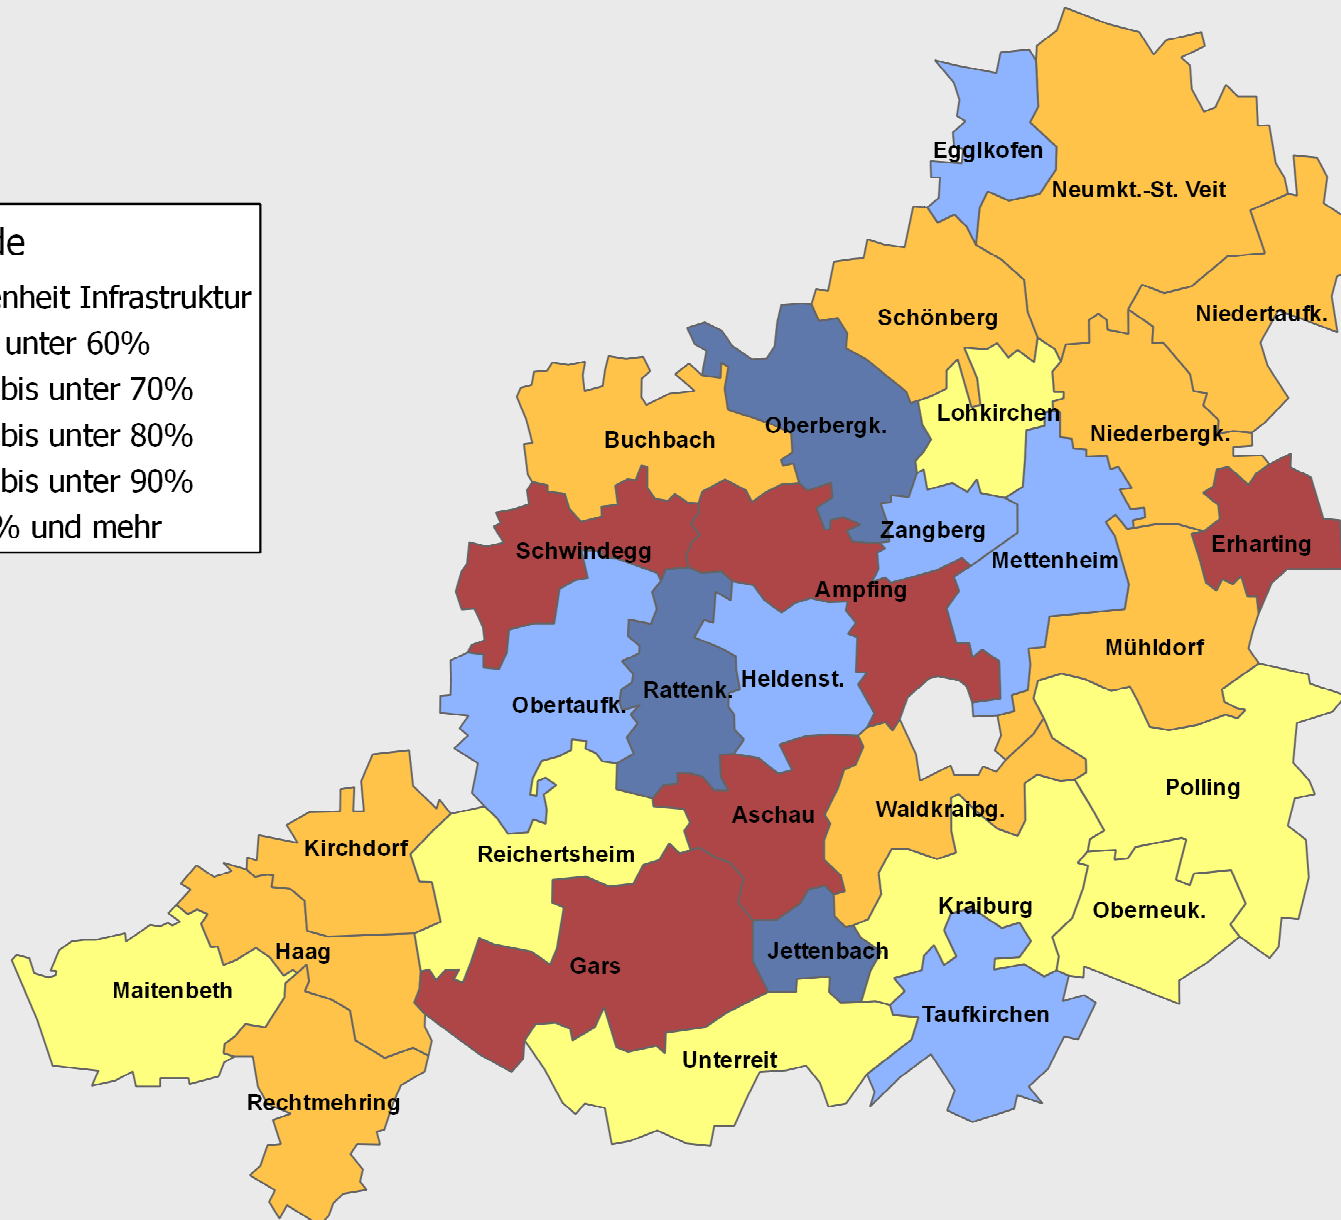 de
enheit Infrastruktur
unter 60%
bis unter 70%
bis unter 80%
bis unter 90%
% und mehr
Egglkofen
Neumkt.-St. Veit
Schönberg
Niedertaufk.
Lohkirchen
Oberbergk.
Niederbergk.
Buchbach
Zangberg
Schwindegg
Erharting
Mettenheim
Ampfing
Mühldorf
Heldenst.
Rattenk.
Obertaufk.
Polling
Waldkraibg.
Aschau
Kirchdorf
Reichertsheim
Kraiburg
Oberneuk.
Haag
Jettenbach
Gars
Maitenbeth
Taufkirchen
Unterreit
Rechtmehring